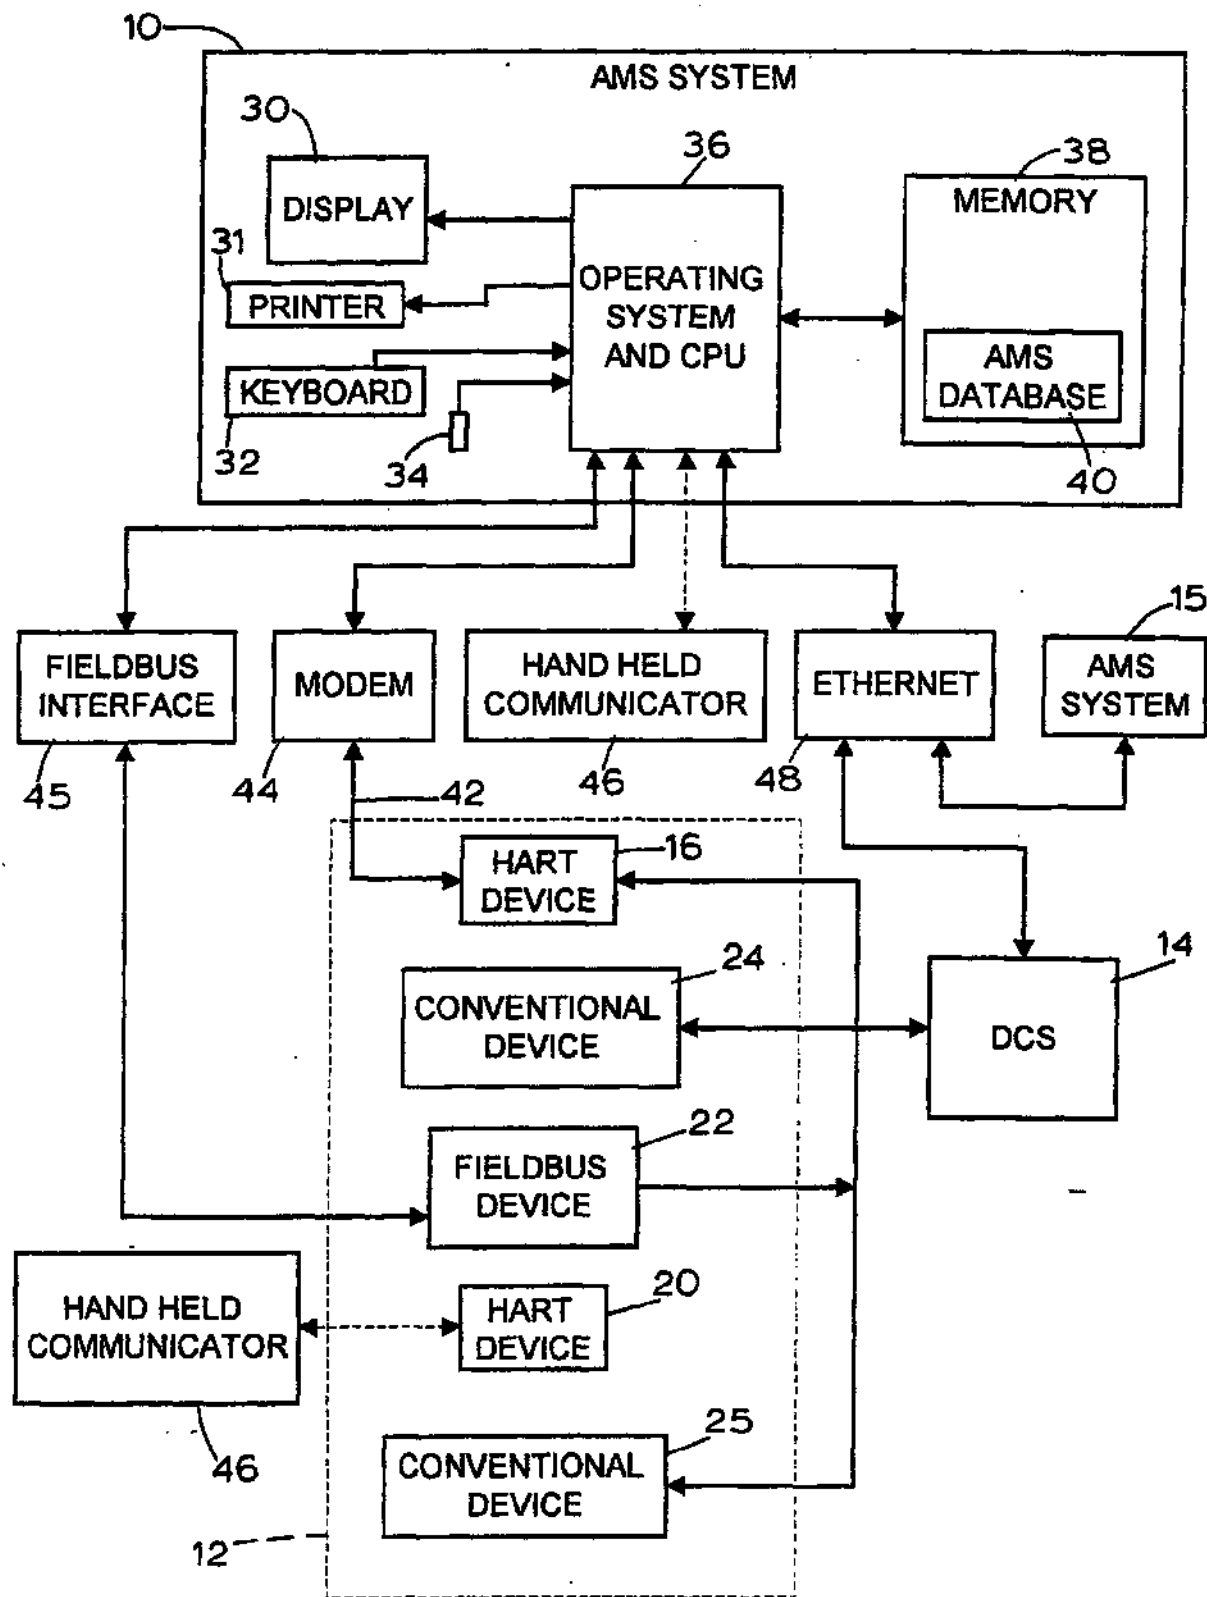 10
AMS SYSTEM
30
36
38
DISPLAY
MEMORY
31
PRINTER
OPERATING
SYSTEM
AND CPU
KEYBOARD
AMS
DATABASE
32
34
40
15
FIELDBUS
INTERFACE
MODEM
HAND HELD
COMMUNICATOR
ETHERNET
AMS
SYSTEM
45
44
42
46
48
HART
DEVICE
16
24
14
CONVENTIONAL
DEVICE
DCS
22
FIELDBUS
DEVICE
HAND HELD
COMMUNICATOR
20
HART
DEVICE
46
25
CONVENTIONAL
DEVICE
12